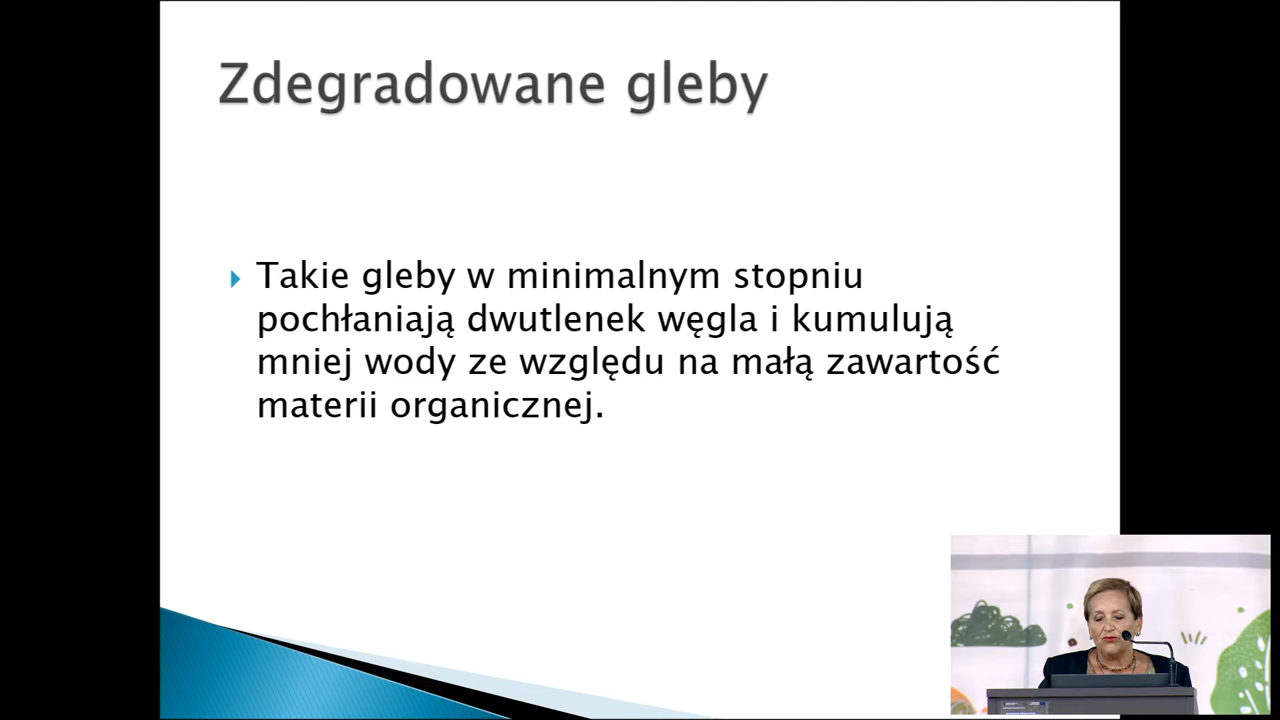 Zdegradowane gleby
Takie gleby w minimalnym stopniu
pochłaniają dwutlenek węgla i kumulują
mniej wody ze względu na małą zawartość
materii organicznej.